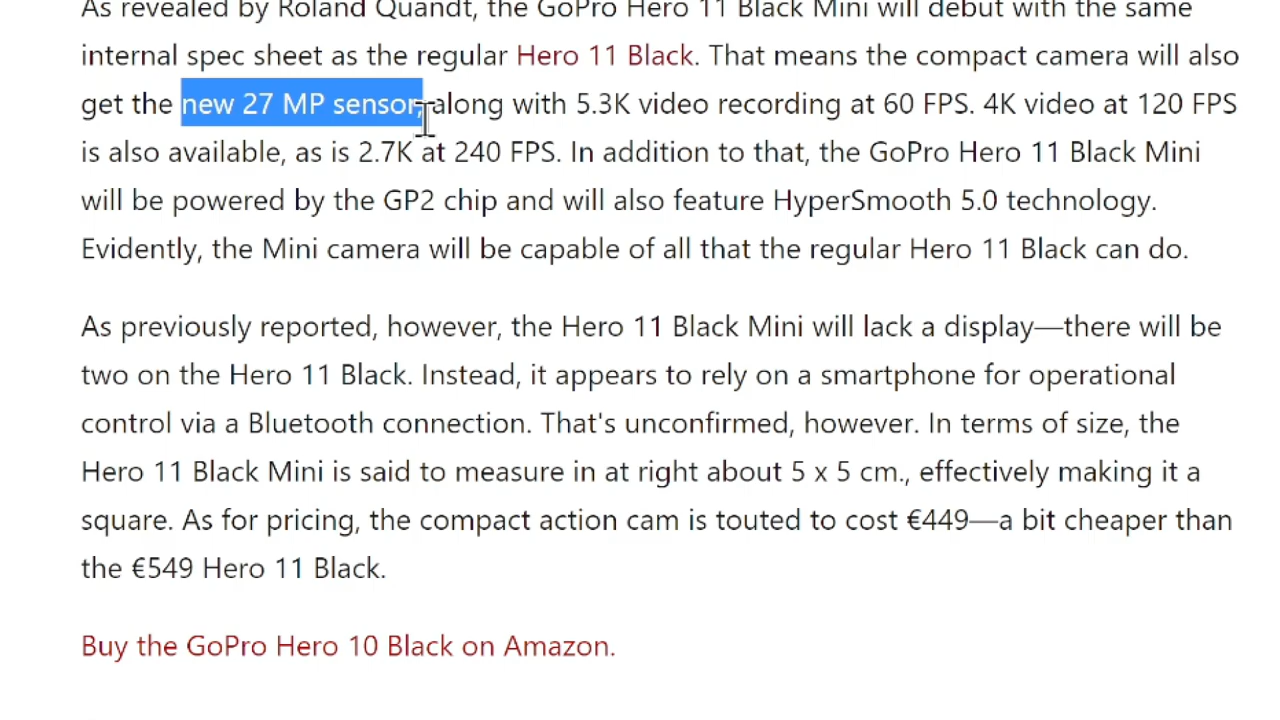 As revealed by Roland Quandt, the GoPro Hero 11 Black Mini will debut with the same
internal spec sheet as the regular Hero 11 Black. That means the compact camera will also
get the new 27 MP sensor, along with 5.3K video recording at 60 FPS. 4K video at 120 FPS
is also available, as is 2.7K at 240 FPS. In addition to that, the GoPro Hero 11 Black Mini
will be powered by the GP2 chip and will also feature HyperSmooth 5.0 technology.
Evidently, the Mini camera will be capable of all that the regular Hero 11 Black can do.
As previously reported, however, the Hero 11 Black Mini will lack a display—there will be
two on the Hero 11 Black. Instead, it appears to rely on a smartphone for operational
control via a Bluetooth connection. That's unconfirmed, however. In terms of size, the
Hero 11 Black Mini is said to measure in at right about 5 x 5 cm., effectively making it a
square. As for pricing, the compact action cam is touted to cost €449—a bit cheaper than
the €549 Hero 11 Black.
Buy the GoPro Hero 10 Black on Amazon.